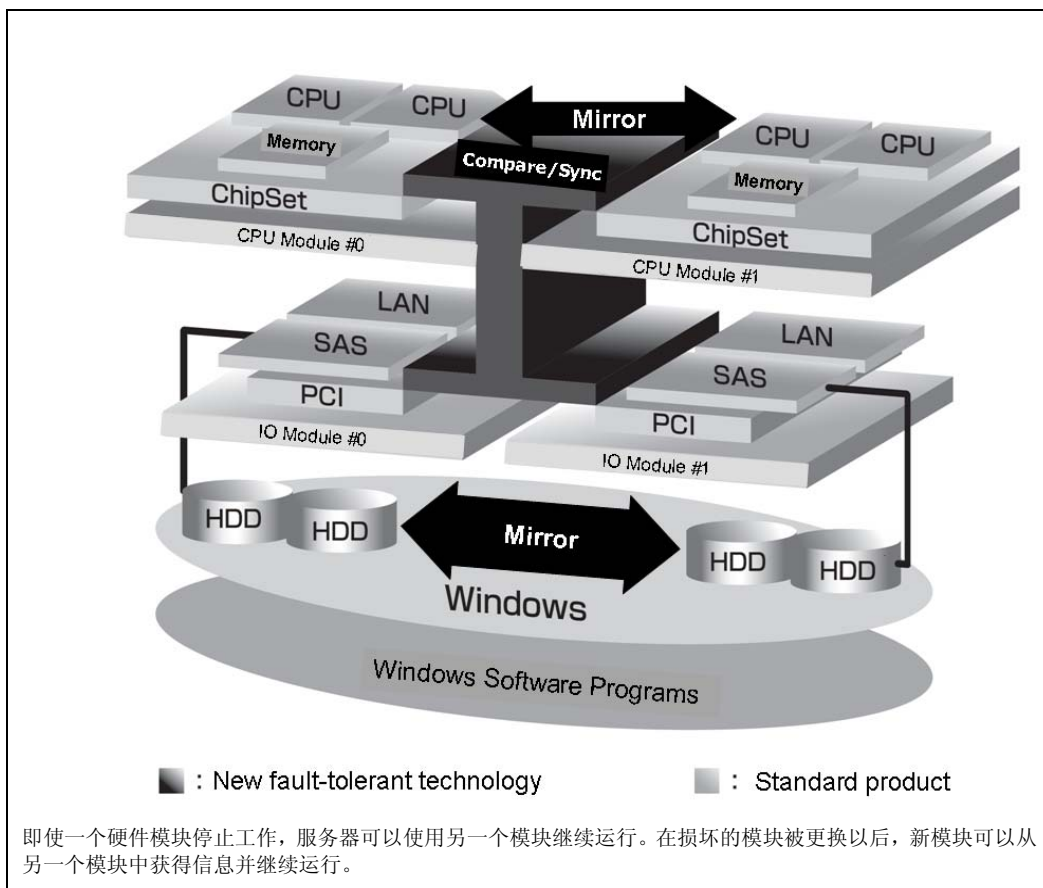 CPU
CPU
Mirror
CPU
CPU
Memory
Compare/Sync
Memory
ChipSet
ChipSet
CPU Module #0
CPU Module #1
LAN
LAN
SAS
SAS
PCI
PCI
IO Module #0
IO Module #1
HDD
HDD
Mirror
HDD
HDD
Windows
Windows Software Programs
: New fault-tolerant technology
: Standard product
即使一个硬件模块停止工作，服务器可以使用另一个模块继续运行。在损坏的模块被更换以后，新模块可以从
另一个模块中获得信息并继续运行。